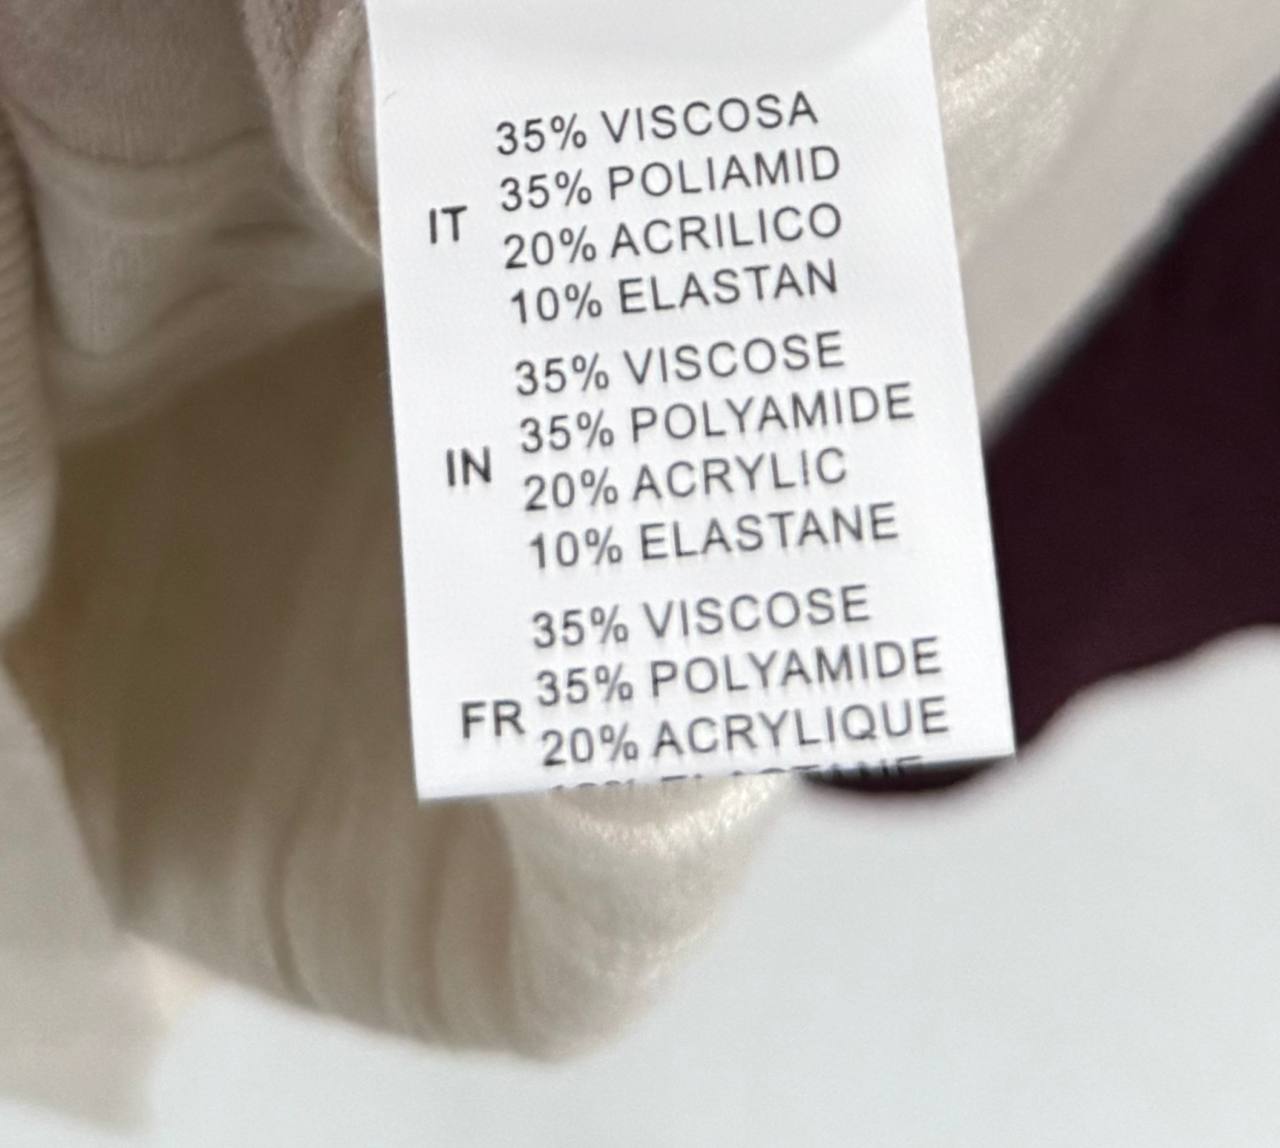 35% VISCOSA
35% POLIAMID
IT
20% ACRILICO
10% ELASTAN
35% VISCOSE
35% POLYAMIDE
IN
20% ACRYLIC
10% ELASTANE
35% VISCOSE
35% POLYAMIDE
FR
20% ACRYLIQUE